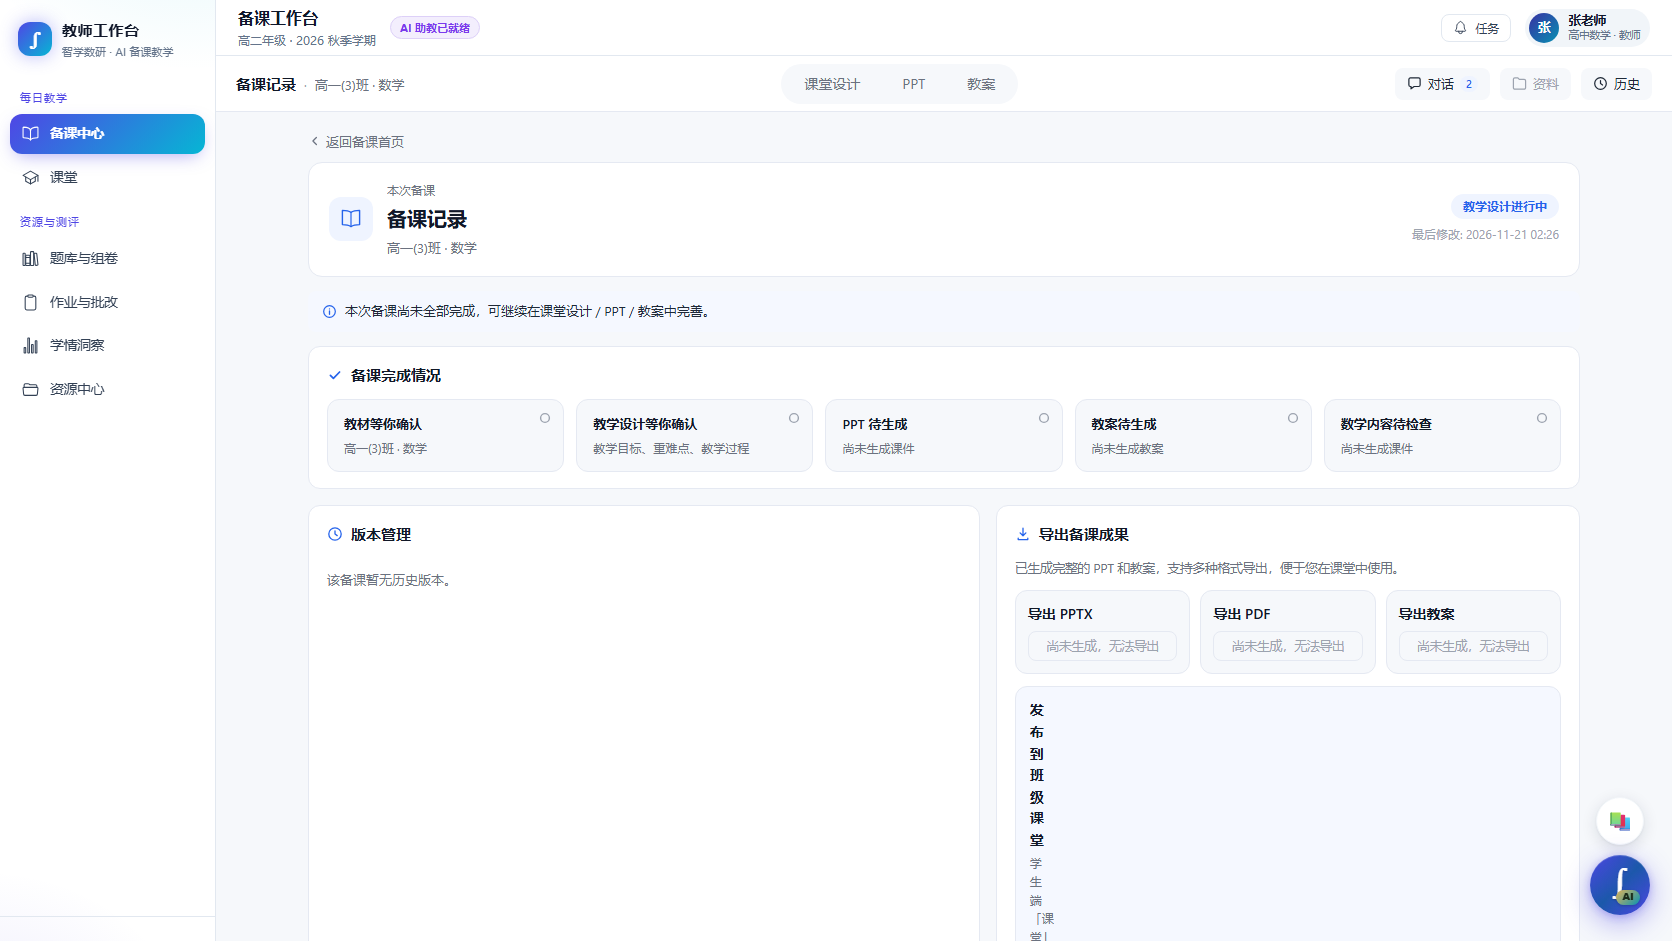 教师工作台
智学数研 · AI 备课教学
每日教学
备课中心
课堂
资源与测评
题库与组卷
作业与批改
学情洞察
资源中心
备课工作台
高二年级 · 2026 秋季学期
AI 助教已就绪
任务
张
张老师
高中数学 · 教师
备课记录 · 高一(3)班 · 数学
课堂设计
PPT
教案
对话 2
资料
历史
返回备课首页
本次备课
备课记录
高一(3)班 · 数学
教学设计进行中
最后修改: 2026-11-21 02:26
本次备课尚未全部完成，可继续在课堂设计 / PPT / 教案中完善。
备课完成情况
教材等你确认
高一(3)班 · 数学
教学设计等你确认
教学目标、重难点、教学过程
PPT 待生成
尚未生成课件
教案待生成
尚未生成教案
数学内容待检查
尚未生成课件
版本管理
该备课暂无历史版本。
导出备课成果
已生成完整的 PPT 和教案，支持多种格式导出，便于您在课堂中使用。
导出 PPTX
尚未生成，无法导出
导出 PDF
尚未生成，无法导出
导出教案
尚未生成，无法导出
发
布
到
班
级
课
堂
学
生
端
「课
堂」
∫
AI